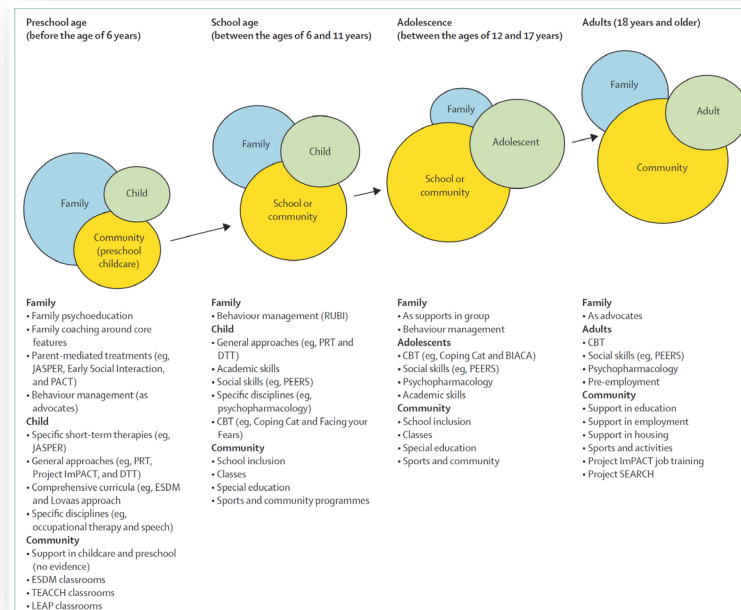 Preschool age
(before the age of 6 years)
Family
Child
Community
(preschool
childcare)
Family
• Family psychoeducation
• Family coaching around core
features
• Parent-mediated treatments (eg,
JASPER, Early Social Interaction,
and PACT)
• Behaviour management (as
advocates)
Child
• Specific short-term therapies (eg,
JASPER)
• General approaches (eg, PRT,
Project ImPACT, and DTT)
• Comprehensive curricula (eg, ESDM
and Lovaas approach
• Specific disciplines (eg,
occupational therapy and speech)
Community
• Support in childcare and preschool
(no evidence)
• ESDM classrooms
• TEACCH classrooms
• LEAP classrooms
School age
(between the ages of 6 and 11 years)
Family
Child
School or
community
Family
• Behaviour management (RUBI)
Child
• General approaches (eg, PRT and
DTT)
• Academic skills
• Social skills (eg, PEERS)
• Specific disciplines (eg,
psychopharmacology)
• CBT (eg, Coping Cat and Facing your
Fears)
Community
• School inclusion
• Classes
• Special education
• Sports and community programmes
Adolescence
(between the ages of 12 and 17 years)
Family
Adolescent
School or
community
Family
• As supports in group
• Behaviour management
Adolescents
• CBT (eg, Coping Cat and BIACA)
• Social skills (eg, PEERS)
• Psychopharmacology
• Academic skills
Community
• School inclusion
• Classes
• Special education
• Sports and community
Adults (18 years and older)
Family
Adult
Community
Family
• As advocates
Adults
• CBT
• Social skills (eg, PEERS)
• Psychopharmacology
• Pre-employment
Community
• Support in education
• Support in employment
• Support in housing
• Sports and activities
• Project ImPACT job training
• Project SEARCH